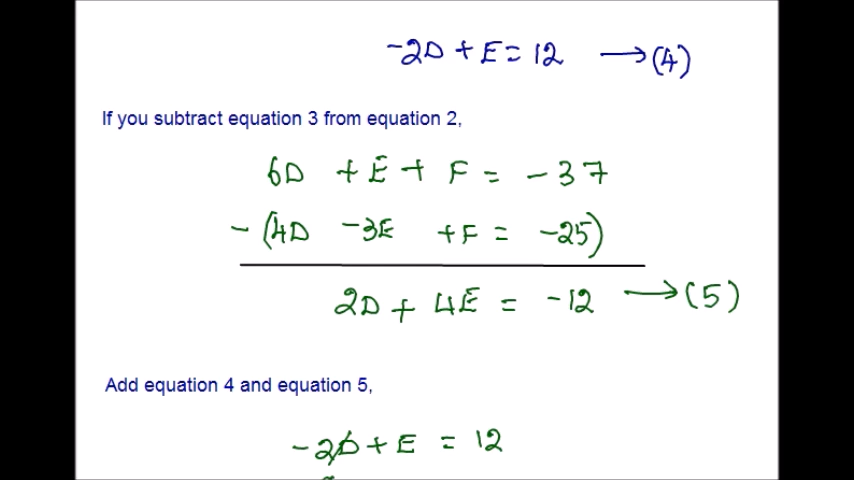 -2D + E = 12 → (4)
If you subtract equation 3 from equation 2,
6D + E + F = -37
- (4D -3E + F = -25)
2D + 4E = -12 → (5)
Add equation 4 and equation 5,
-2D + E = 12